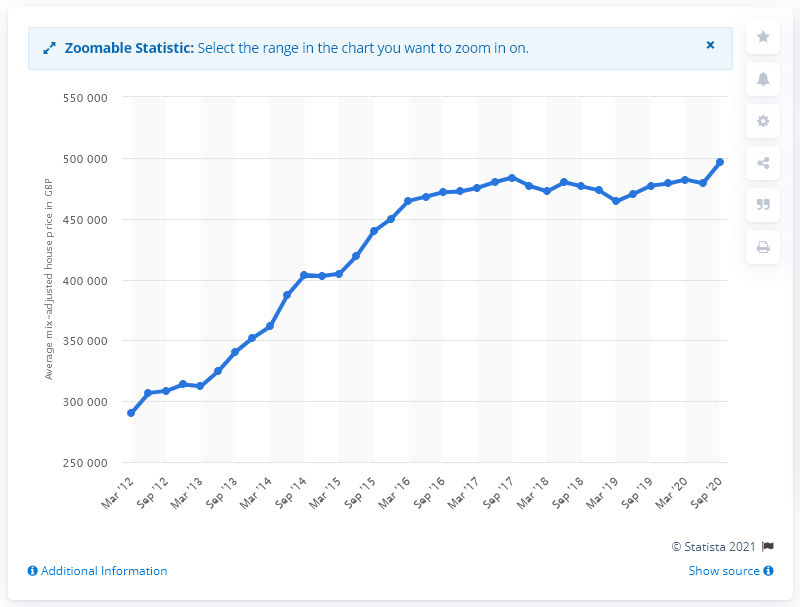 Zoomable Statistic: Select the range in the chart you want to zoom in on.
×
550 000
500 000
450 000
400 000
350 000
300 000
250 000
Average mix-adjusted house price in GBP
Mar '12
Sep '12
Mar '13
Sep '13
Mar '14
Sep '14
Mar '15
Sep '15
Mar '16
Sep '16
Mar '17
Sep '17
Mar '18
Sep '18
Mar '19
Sep '19
Mar '20
Sep '20
© Statista 2021
Additional Information
Show source